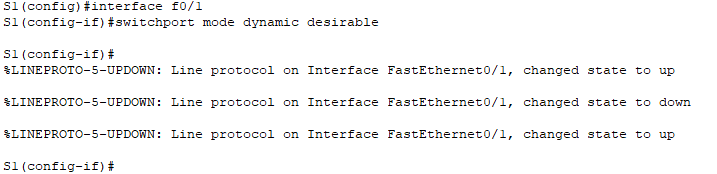 S1(config)#interface f0/1
S1(config-if)#switchport mode dynamic desirable
S1(config-if)#
%LINEPROTO-5-UPDOWN: Line protocol on Interface FastEthernet0/1, changed state to up
%LINEPROTO-5-UPDOWN: Line protocol on Interface FastEthernet0/1, changed state to down
%LINEPROTO-5-UPDOWN: Line protocol on Interface FastEthernet0/1, changed state to up
S1(config-if)#